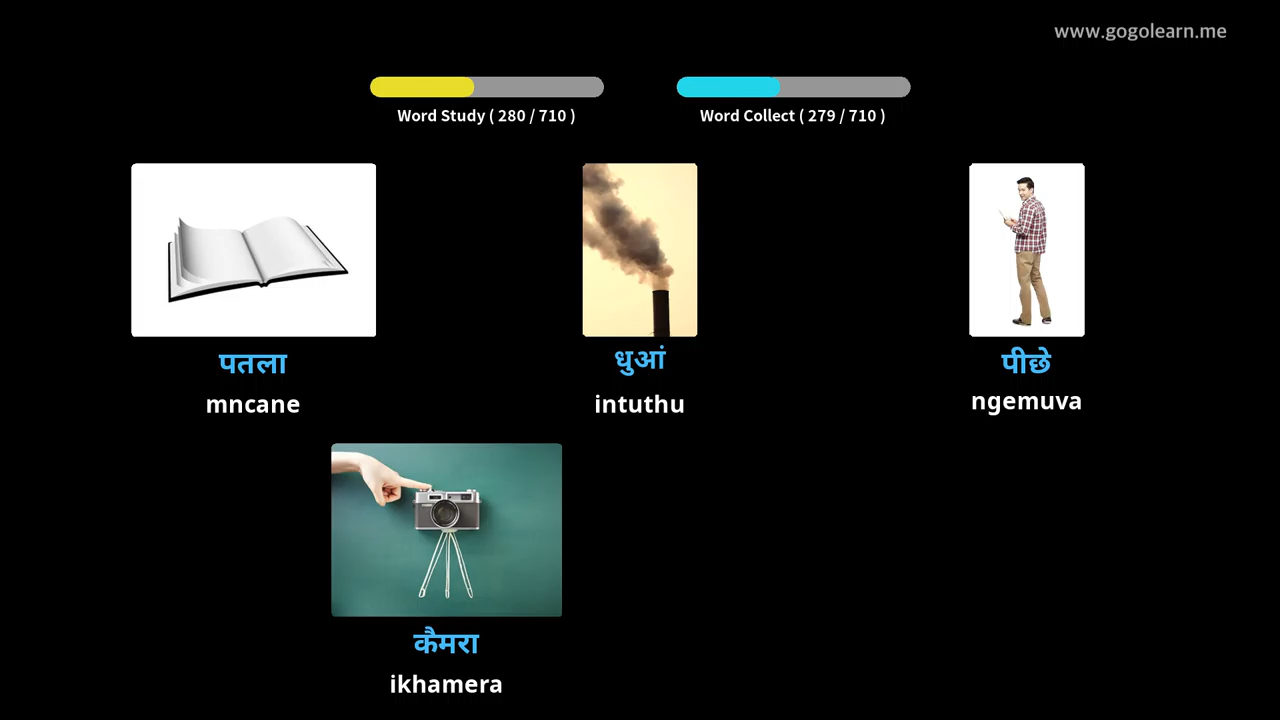 www.gogolearn.me
Word Study ( 280 / 710 )
Word Collect ( 279 / 710 )
पतला
mncane
धुआं
intuthu
पीछे
ngemuva
कैमरा
ikhamera